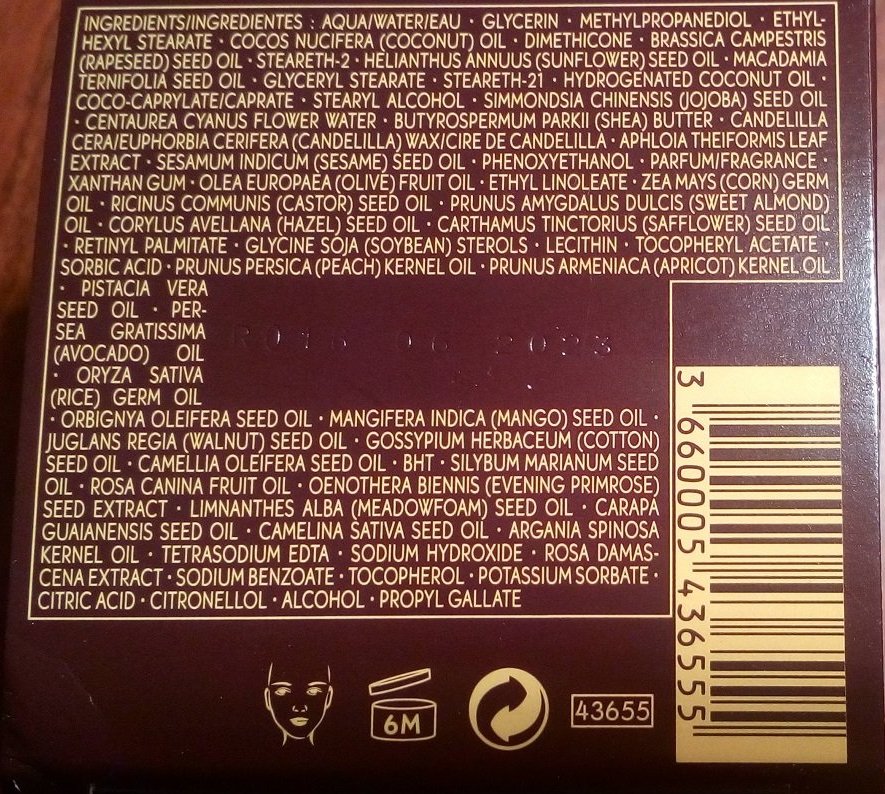 INGREDIENTS/INGREDIENTES : AQUA/WATER/EAU · GLYCERIN · METHYLPROPANEDIOL · ETHYL-
HEXYL STEARATE · COCOS NUCIFERA (COCONUT) OIL · DIMETHICONE · BRASSICA CAMPESTRIS
(RAPESEED) SEED OIL · STEARETH-2 · HELIANTHUS ANNUUS (SUNFLOWER) SEED OIL · MACADAMIA
TERNIFOLIA SEED OIL · GLYCERYL STEARATE · STEARETH-21 · HYDROGENATED COCONUT OIL ·
COCO-CAPRYLATE/CAPRATE · STEARYL ALCOHOL · SIMMONDSIA CHINENSIS (JOJOBA) SEED OIL
· CENTAUREA CYANUS FLOWER WATER · BUTYROSPERMUM PARKII (SHEA) BUTTER · CANDELILLA
CERA/EUPHORBIA CERIFERA (CANDELILLA) WAX/CIRE DE CANDELILLA · APHLOIA THEIFORMIS LEAF
EXTRACT · SESAMUM INDICUM (SESAME) SEED OIL · PHENOXYETHANOL · PARFUM/FRAGRANCE ·
XANTHAN GUM · OLEA EUROPAEA (OLIVE) FRUIT OIL · ETHYL LINOLEATE · ZEA MAYS (CORN) GERM
OIL · RICINUS COMMUNIS (CASTOR) SEED OIL · PRUNUS AMYGDALUS DULCIS (SWEET ALMOND)
OIL · CORYLUS AVELLANA (HAZEL) SEED OIL · CARTHAMUS TINCTORIUS (SAFFLOWER) SEED OIL
· RETINYL PALMITATE · GLYCINE SOJA (SOYBEAN) STEROLS · LECITHIN · TOCOPHERYL ACETATE ·
SORBIC ACID · PRUNUS PERSICA (PEACH) KERNEL OIL · PRUNUS ARMENIACA (APRICOT) KERNEL OIL
· PISTACIA VERA
SEED OIL · PER-
SEA GRATISSIMA
(AVOCADO) OIL
· ORYZA SATIVA
(RICE) GERM OIL
06 2023
· ORBIGNYA OLEIFERA SEED OIL · MANGIFERA INDICA (MANGO) SEED OIL ·
JUGLANS REGIA (WALNUT) SEED OIL · GOSSYPIUM HERBACEUM (COTTON)
SEED OIL · CAMELLIA OLEIFERA SEED OIL · BHT · SILYBUM MARIANUM SEED
OIL · ROSA CANINA FRUIT OIL · OENOTHERA BIENNIS (EVENING PRIMROSE)
SEED EXTRACT · LIMNANTHES ALBA (MEADOWFOAM) SEED OIL · CARAPA
GUAIANENSIS SEED OIL · CAMELINA SATIVA SEED OIL · ARGANIA SPINOSA
KERNEL OIL · TETRASODIUM EDTA · SODIUM HYDROXIDE · ROSA DAMAS-
CENA EXTRACT · SODIUM BENZOATE · TOCOPHEROL · POTASSIUM SORBATE ·
CITRIC ACID · CITRONELLOL · ALCOHOL · PROPYL GALLATE
6M
43655
3 660005 436555